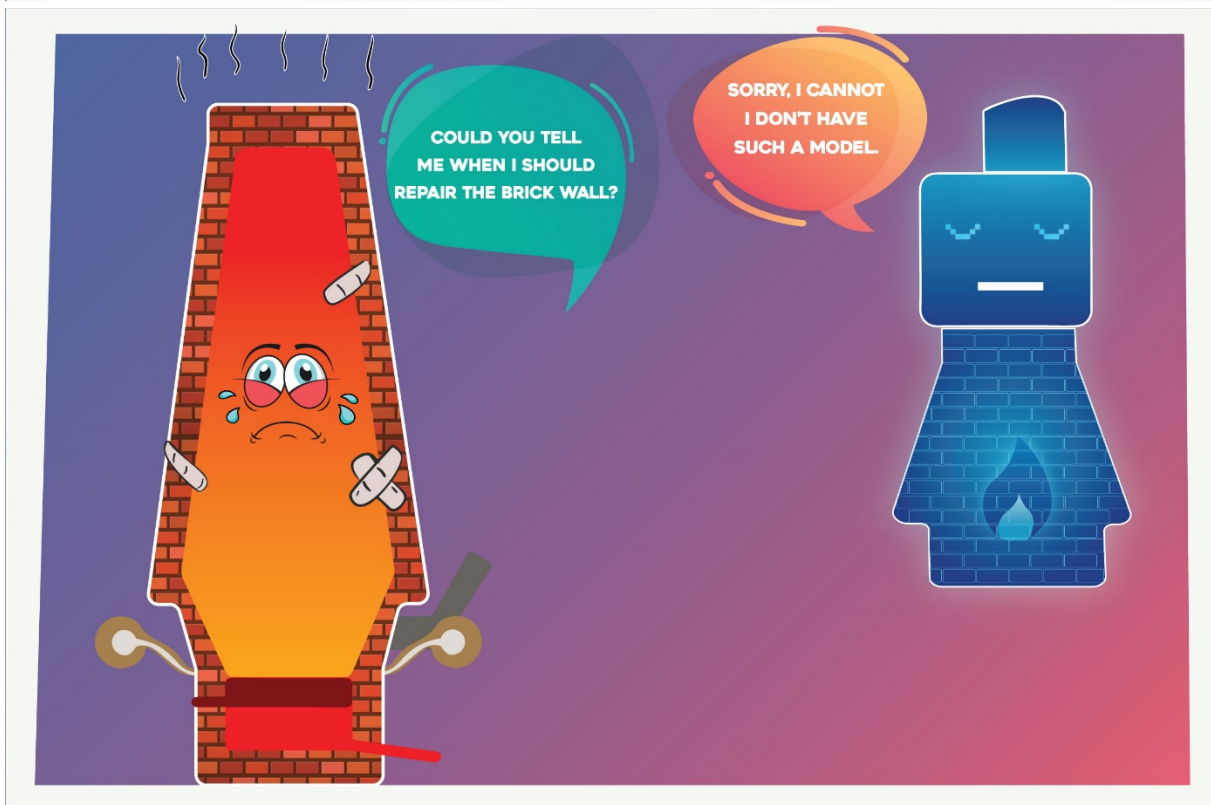 COULD YOU TELL
ME WHEN I SHOULD
REPAIR THE BRICK WALL?
SORRY, I CANNOT
I DON'T HAVE
SUCH A MODEL.